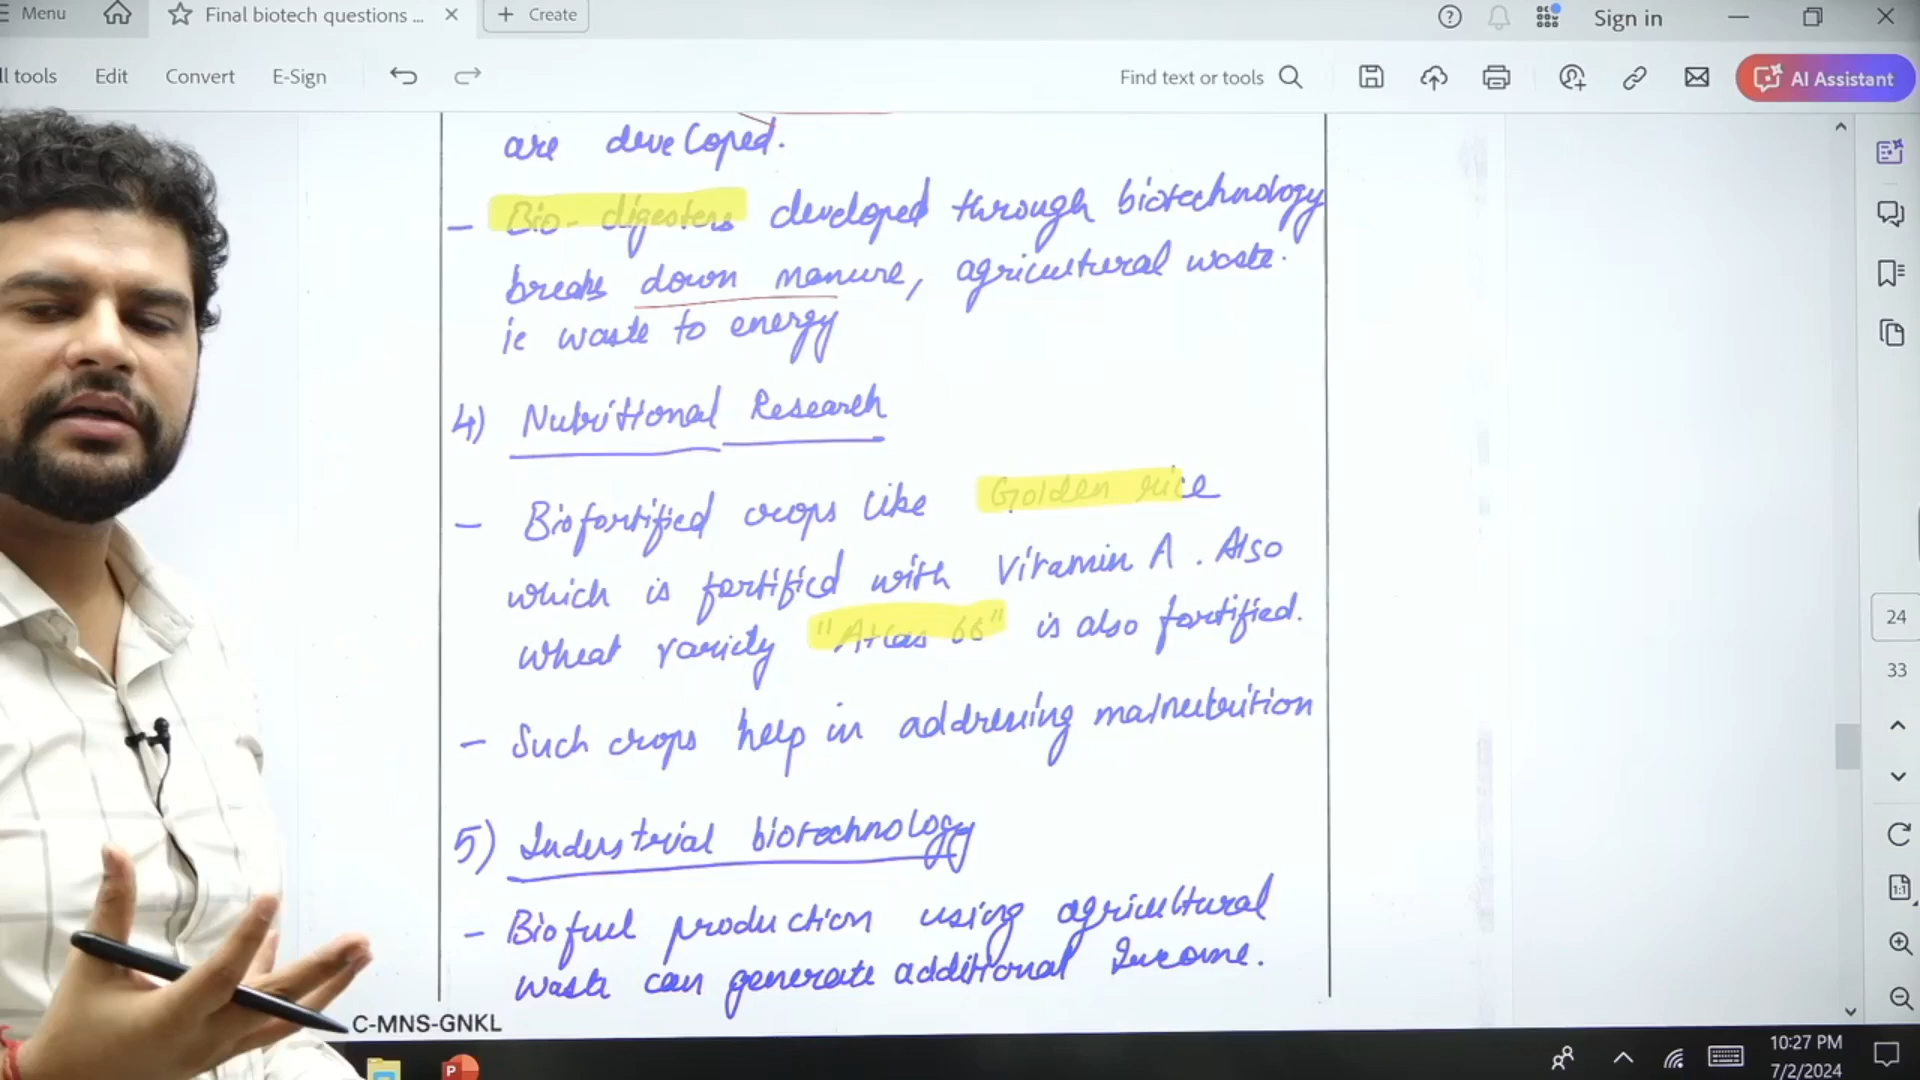 Menu
Final biotech questions ...
Create
Sign in
ll tools
Edit
Convert
E-Sign
Find text or tools
AI Assistant
are developed.
- Bio-digesters developed through biotechnology
breaks down manure, agricultural waste.
ie waste to energy
4) Nutritional Research
- Biofortified crops like Golden rice
which is fortified with Vitamin A. Also
wheat variety "Atlas 66" is also fortified.
- Such crops help in addressing malnutrition
5) Industrial biotechnology
- Biofuel production using agricultural
waste can generate additional Income.
24
33
1:1
C-MNS-GNKL
P
10:27 PM
7/2/2024